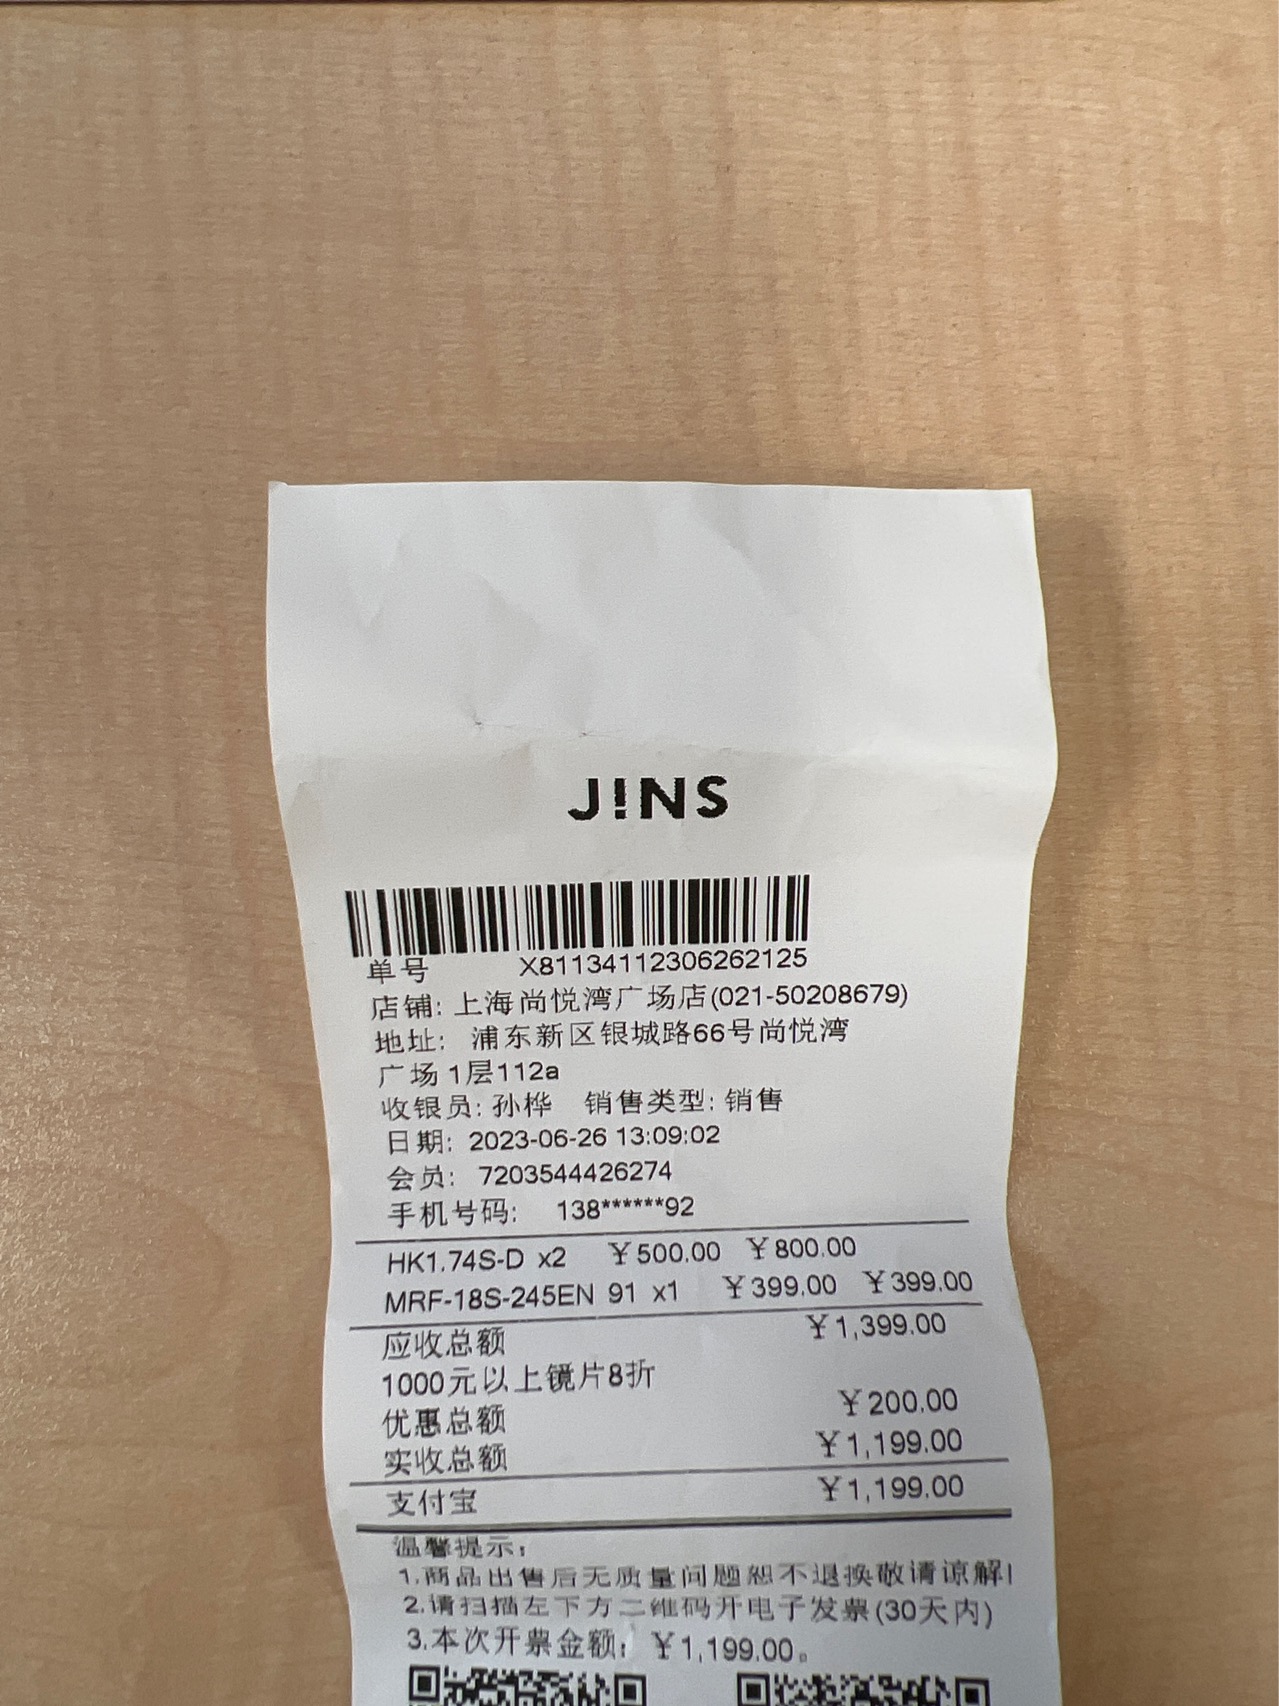 J!NS
单号 X811341123062​62125
店铺: 上海尚悦湾广场店(021-50208679)
地址: 浦东新区银城路66号尚悦湾
广场 1层112a
收银员: 孙桦 销售类型: 销售
日期: 2023-06-26 13:09:02
会员: 7203544426274
手机号码: 138******92
HK1.74S-D x2 ￥500.00 ￥800.00
MRF-18S-245EN 91 x1 ￥399.00 ￥399.00
应收总额 ￥1,399.00
1000元以上镜片8折
优惠总额 ￥200.00
实收总额 ￥1,199.00
支付宝 ￥1,199.00
温馨提示:
1.商品出售后无质量问题恕不退换敬请谅解!
2.请扫描左下方二维码开电子发票(30天内)
3.本次开票金额: ￥1,199.00。